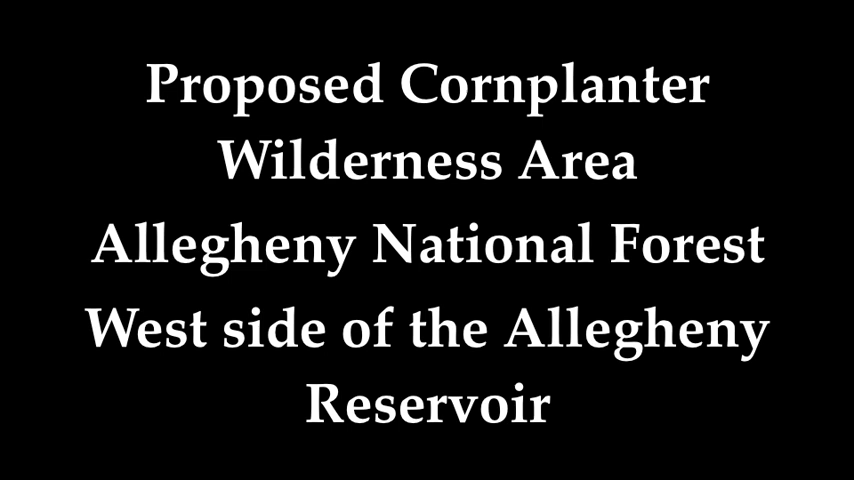 Proposed Cornplanter
Wilderness Area
Allegheny National Forest
West side of the Allegheny
Reservoir